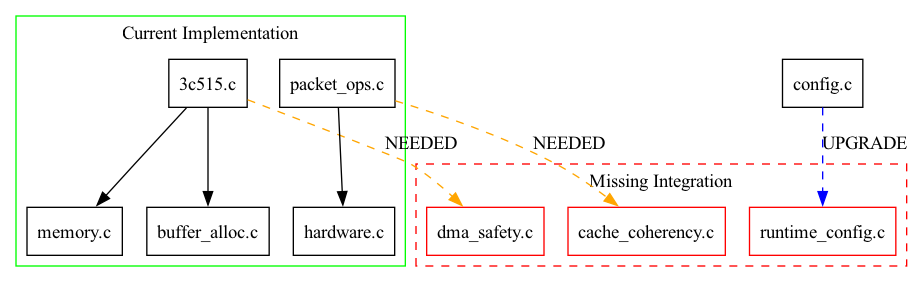 Current Implementation
3c515.c
packet_ops.c
config.c
NEEDED
NEEDED
UPGRADE
Missing Integration
memory.c
buffer_alloc.c
hardware.c
dma_safety.c
cache_coherency.c
runtime_config.c